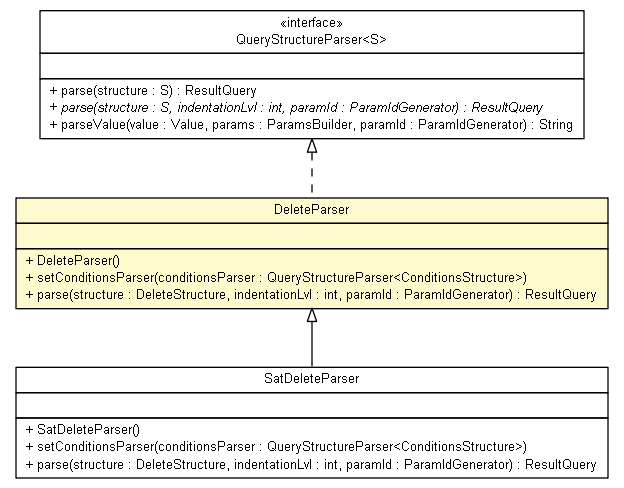 «interface»
QueryStructureParser<S>
+ parse(structure : S) : ResultQuery
+ parse(structure : S, indentationLvl : int, paramId : ParamIdGenerator) : ResultQuery
+ parseValue(value : Value, params : ParamsBuilder, paramId : ParamIdGenerator) : String
DeleteParser
+ DeleteParser()
+ setConditionsParser(conditionsParser : QueryStructureParser<ConditionsStructure>)
+ parse(structure : DeleteStructure, indentationLvl : int, paramId : ParamIdGenerator) : ResultQuery
SatDeleteParser
+ SatDeleteParser()
+ setConditionsParser(conditionsParser : QueryStructureParser<ConditionsStructure>)
+ parse(structure : DeleteStructure, indentationLvl : int, paramId : ParamIdGenerator) : ResultQuery